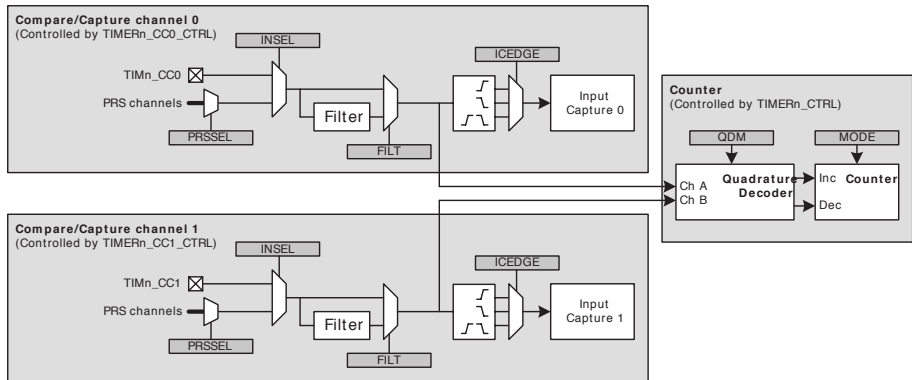 Compare/Capture channel 0
(Controlled by TIMERn_CC0_CTRL)
INSEL
ICEDGE
TIMn_CC0
PRS channels
Filter
Input
Capture 0
PRSSEL
FILT
Counter
(Controlled by TIMERn_CTRL)
QDM
MODE
Ch A
Ch B
Quadrature
Decoder
Inc
Counter
Dec
Compare/Capture channel 1
(Controlled by TIMERn_CC1_CTRL)
INSEL
ICEDGE
TIMn_CC1
PRS channels
Filter
Input
Capture 1
PRSSEL
FILT